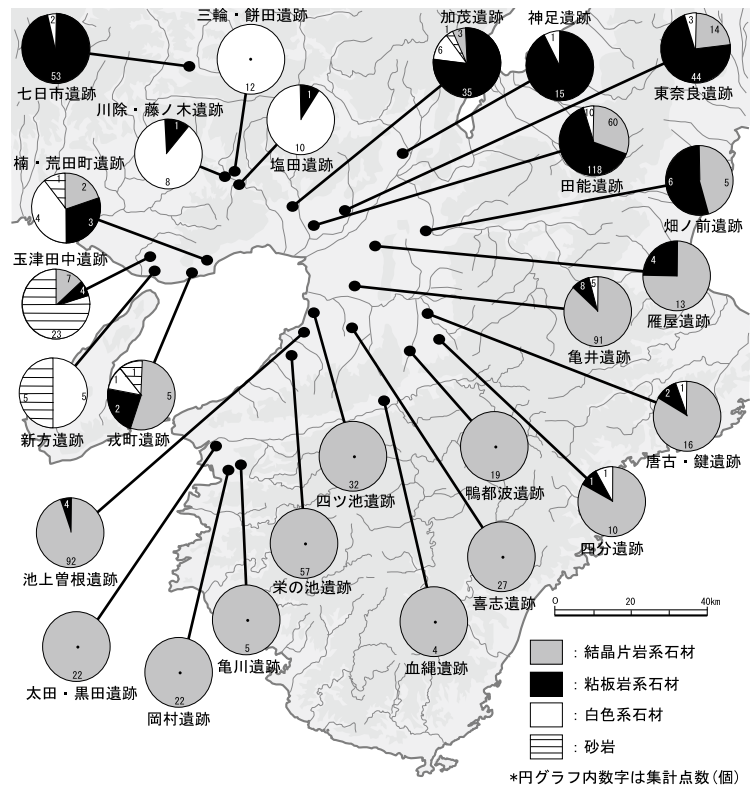 三輪・餅田遺跡
12
加茂遺跡
1
3
6
35
神足遺跡
1
15
3
14
44
東奈良遺跡
2
53
七日市遺跡
川除・藤ノ木遺跡
1
8
1
10
塩田遺跡
10
60
118
田能遺跡
楠・荒田町遺跡
1
2
4
3
6
5
畑ノ前遺跡
玉津田中遺跡
7
4
23
4
13
雁屋遺跡
8
5
91
亀井遺跡
5
5
新方遺跡
1
1
5
2
戎町遺跡
2
1
16
唐古・鍵遺跡
32
四ツ池遺跡
19
鴨都波遺跡
1
1
10
四分遺跡
4
92
池上曽根遺跡
57
栄の池遺跡
27
喜志遺跡
22
太田・黒田遺跡
22
岡村遺跡
5
亀川遺跡
4
血縄遺跡
0 20 40km
：結晶片岩系石材
：粘板岩系石材
：白色系石材
：砂岩
*円グラフ内数字は集計点数(個)